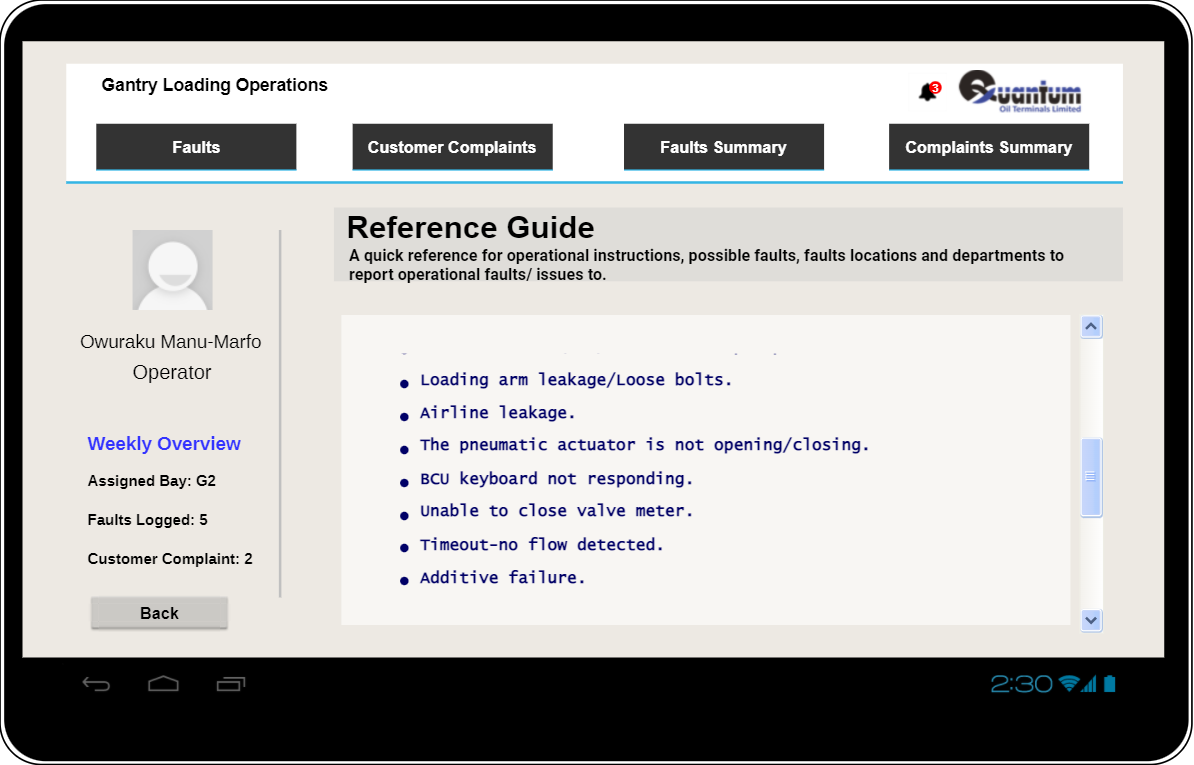 Gantry Loading Operations
3
Quantum
Oil Terminals Limited
Faults
Customer Complaints
Faults Summary
Complaints Summary
Reference Guide
A quick reference for operational instructions, possible faults, faults locations and departments to
report operational faults/ issues to.
Owuraku Manu-Marfo
Operator
Weekly Overview
Assigned Bay: G2
Faults Logged: 5
Customer Complaint: 2
Back
● Loading arm leakage/Loose bolts.
● Airline leakage.
● The pneumatic actuator is not opening/closing.
● BCU keyboard not responding.
● Unable to close valve meter.
● Timeout-no flow detected.
● Additive failure.
2:30